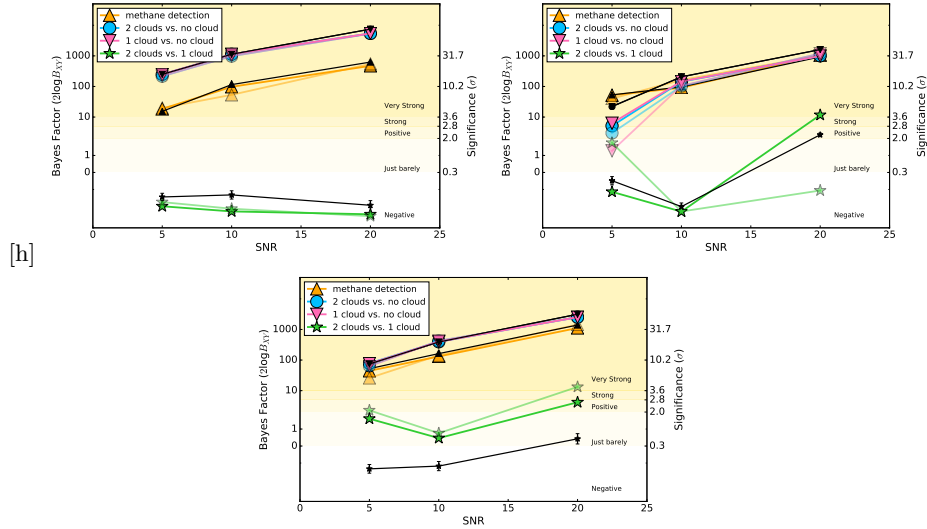 methane detection
2 clouds vs. no cloud
1 cloud vs. no cloud
2 clouds vs. 1 cloud
Bayes Factor (2logB_XY)
1000
100
10
1
0
31.7
10.2
3.6
2.8
2.0
0.3
Significance (σ)
Very Strong
Strong
Positive
Just barely
Negative
0 5 10 15 20 25
SNR
methane detection
2 clouds vs. no cloud
1 cloud vs. no cloud
2 clouds vs. 1 cloud
Bayes Factor (2logB_XY)
1000
100
10
1
0
31.7
10.2
3.6
2.8
2.0
0.3
Significance (σ)
Very Strong
Strong
Positive
Just barely
Negative
0 5 10 15 20 25
SNR
[h]
methane detection
2 clouds vs. no cloud
1 cloud vs. no cloud
2 clouds vs. 1 cloud
Bayes Factor (2logB_XY)
1000
100
10
1
0
31.7
10.2
3.6
2.8
2.0
0.3
Significance (σ)
Very Strong
Strong
Positive
Just barely
Negative
0 5 10 15 20 25
SNR